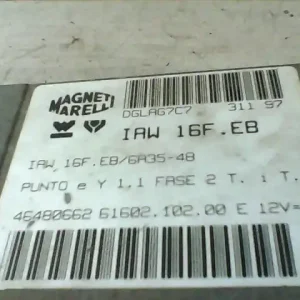 MAGNETI
MARELLI
DGLAG7C7 311 97
IAW 16F.EB
IAW 16F.EB/6A35-48
PUNTO e Y 1.1 FASE 2 T. i T.
46480662 61602.102.00 E 12V=